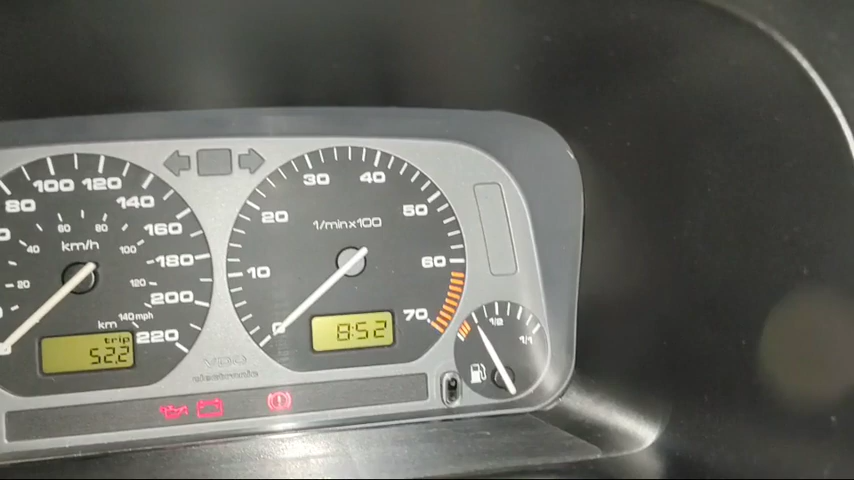 100 120
80 140
60 80
160
km/h
40 100
180
20 120
200
140 mph
km
220
trip
52.2
30 40
20 50
1/minx100
10 60
70
8:52
VDO
electronic
1/2
1/1